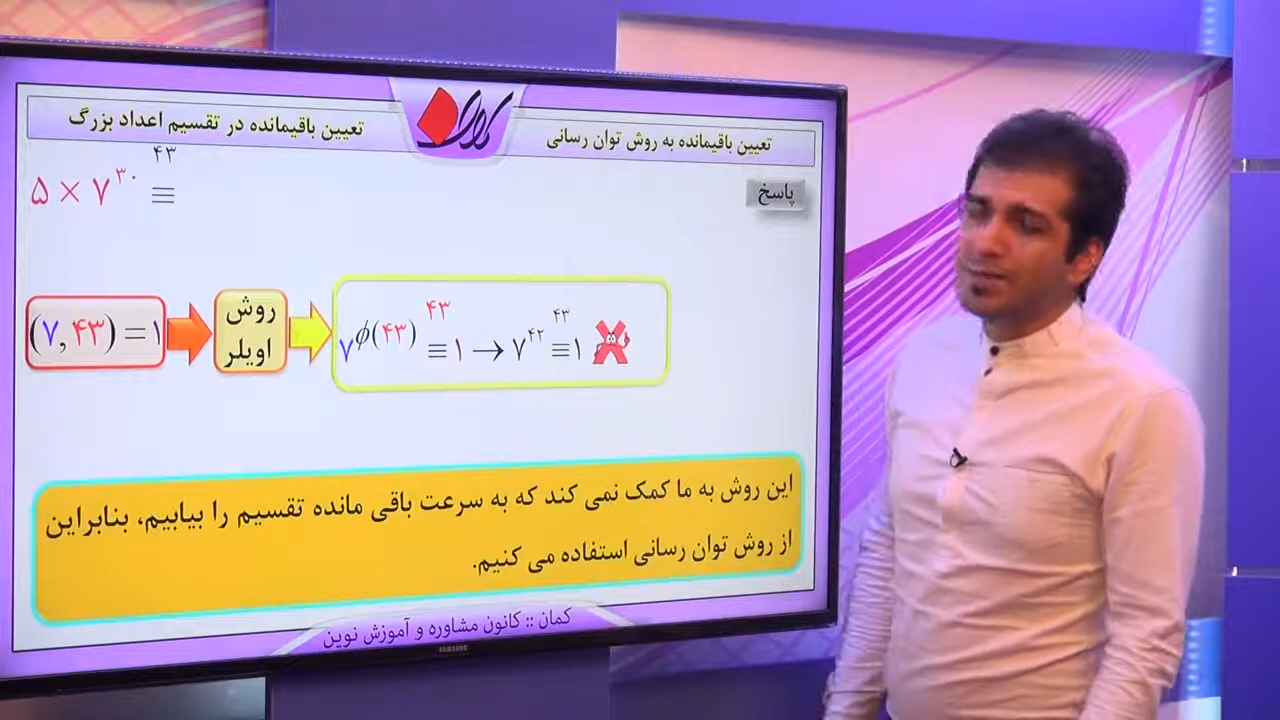 تعیین باقیمانده به روش توان رسانی
کمان
تعیین باقیمانده در تقسیم اعداد بزرگ
پاسخ
۵ × ۷^۳۰ ≡^۴۳
(۷,۴۳) = ۱
روش
اویلر
۷^ϕ(۴۳) ≡^۴۳ ۱ → ۷^۴۲ ≡^۴۳ ۱
این روش به ما کمک نمی کند که به سرعت باقی مانده تقسیم را بیابیم، بنابراین
از روش توان رسانی استفاده می کنیم.
کمان :: کانون مشاوره و آموزش نوین
SAMSUNG